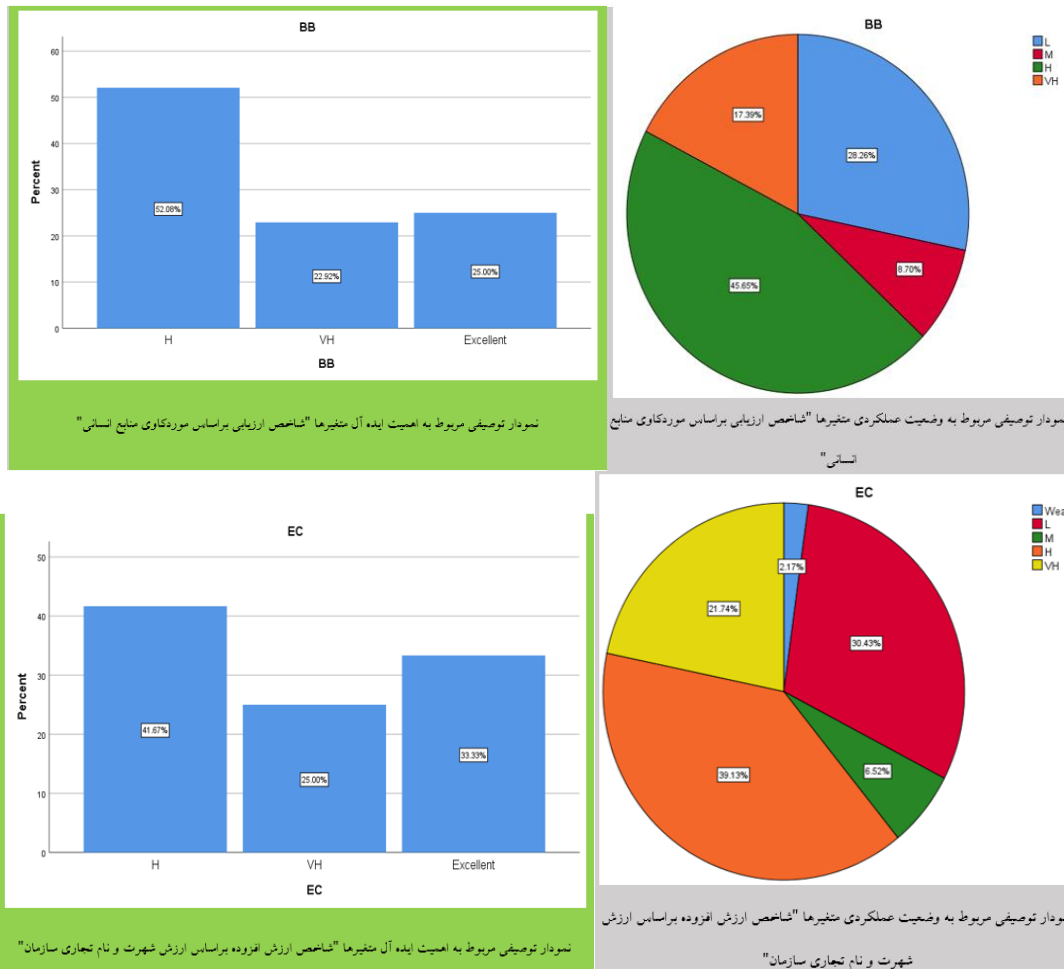 BB
Percent
60
50
40
30
20
10
0
52.08%
22.92%
25.00%
H
VH
Excellent
BB
نمودار توصیفی مربوط به اهمیت ایده آل متغیرها "شاخص ارزیابی براساس موردکاوی منابع انسانی"
BB
L
M
H
VH
17.39%
28.26%
8.70%
45.65%
نمودار توصیفی مربوط به وضعیت عملکردی متغیرها "شاخص ارزیابی براساس موردکاوی منابع
انسانی"
EC
Percent
50
40
30
20
10
0
41.67%
25.00%
33.33%
H
VH
Excellent
EC
نمودار توصیفی مربوط به اهمیت ایده آل متغیرها "شاخص ارزش افزوده براساس ارزش شهرت و نام تجاری سازمان"
EC
Wea
L
M
H
VH
2.17%
21.74%
30.43%
6.52%
39.13%
نمودار توصیفی مربوط به وضعیت عملکردی متغیرها "شاخص ارزش افزوده براساس ارزش
شهرت و نام تجاری سازمان"